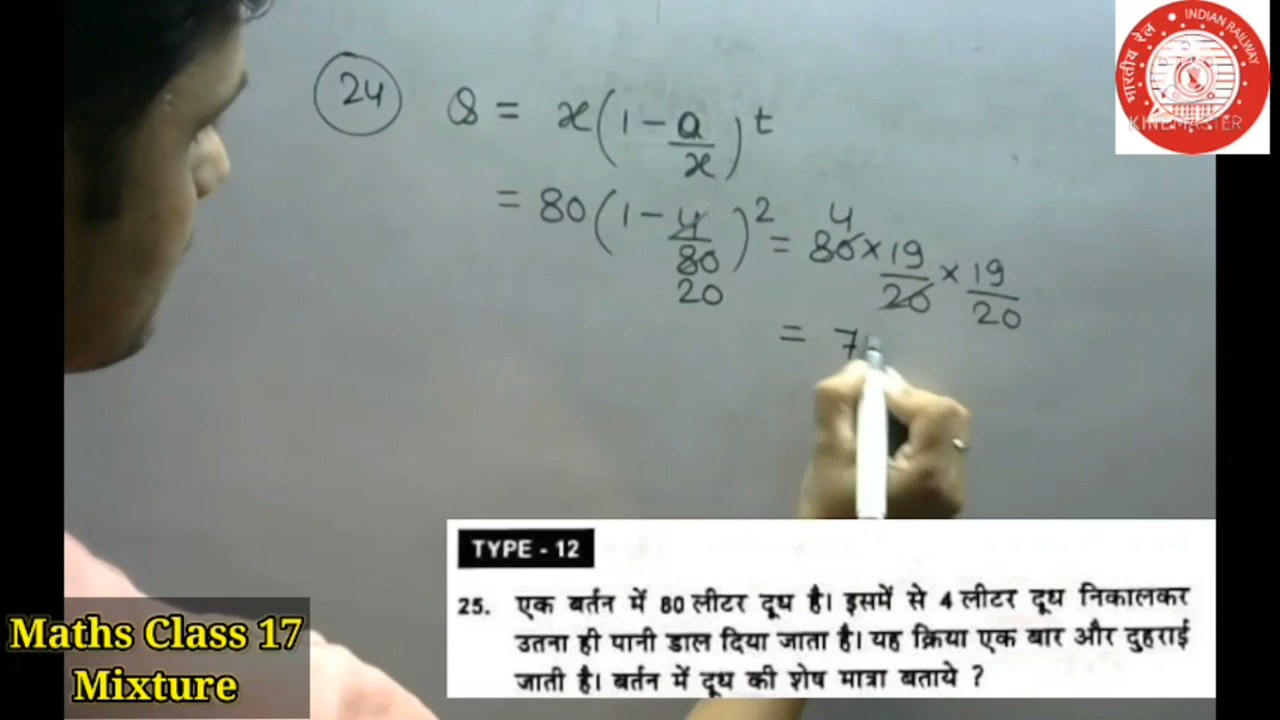 भारतीय रेल INDIAN RAILWAY
KINEMASTER
24 8 = x(1 - a/x)^t
= 80(1 - 4/80)^2 = 80 × 19/20 × 19/20
20
4
= 7
TYPE - 12
25. एक बर्तन में 80 लीटर दूध है। इसमें से 4 लीटर दूध निकालकर
उतना ही पानी डाल दिया जाता है। यह क्रिया एक बार और दुहराई
जाती है। बर्तन में दूध की शेष मात्रा बताये ?
Maths Class 17
Mixture